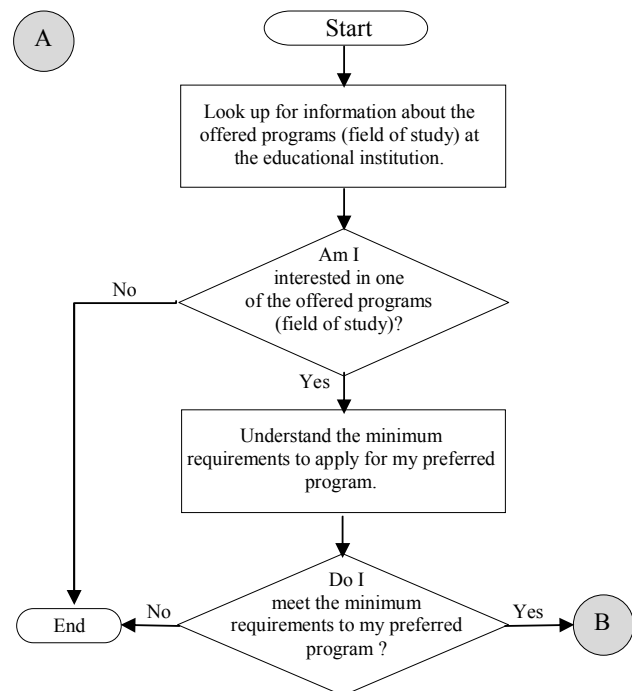 A
Start
Look up for information about the
offered programs (field of study) at
the educational institution.
Am I
interested in one
of the offered programs
(field of study)?
No
Yes
Understand the minimum
requirements to apply for my preferred
program.
Do I
meet the minimum
requirements to my preferred
program ?
No
End
Yes
B